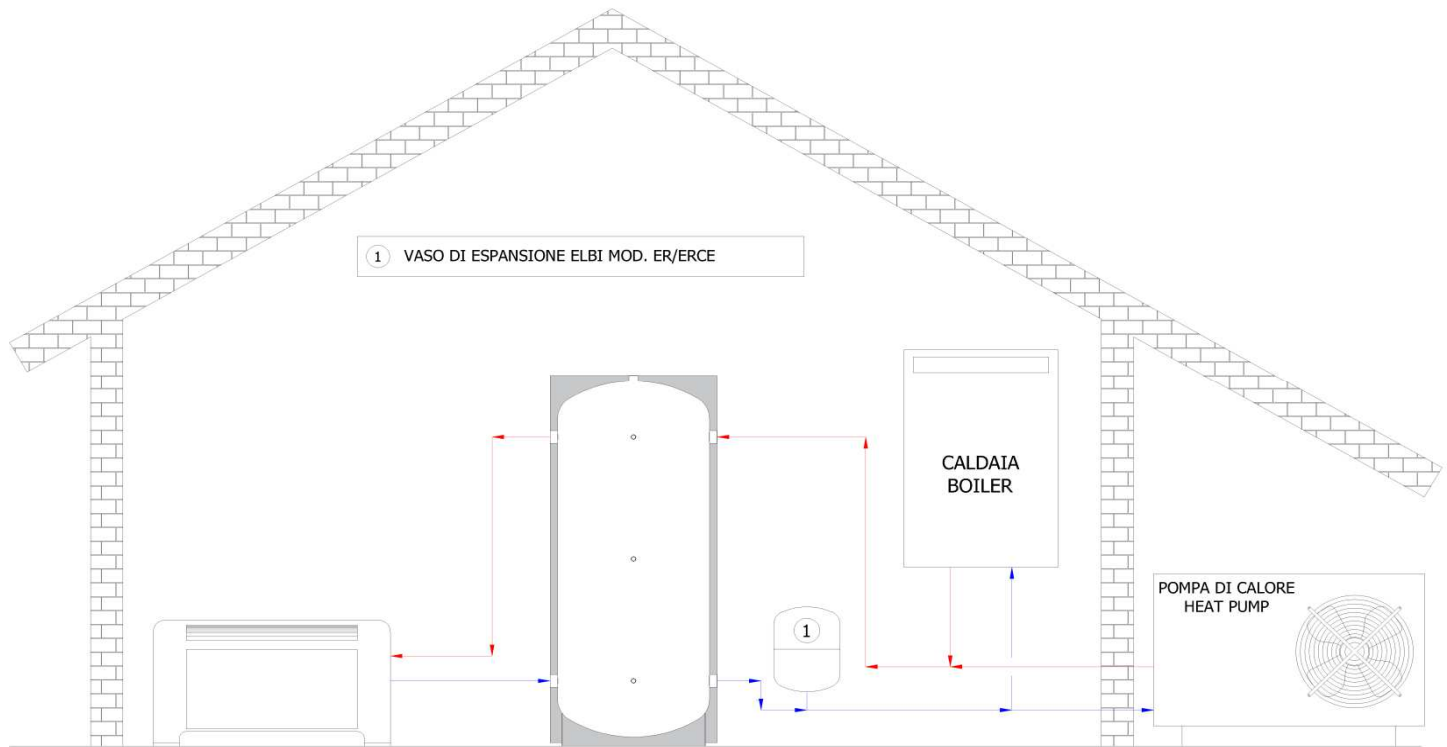 1 VASO DI ESPANSIONE ELBI MOD. ER/ERCE
CALDAIA
BOILER
POMPA DI CALORE
HEAT PUMP
1